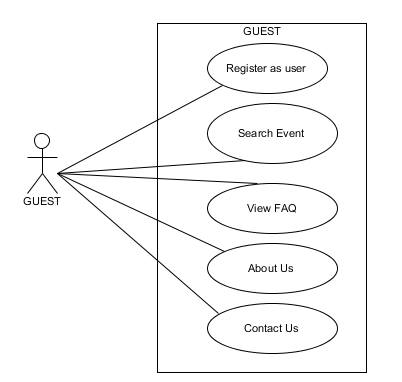 GUEST
Register as user
Search Event
GUEST
View FAQ
About Us
Contact Us